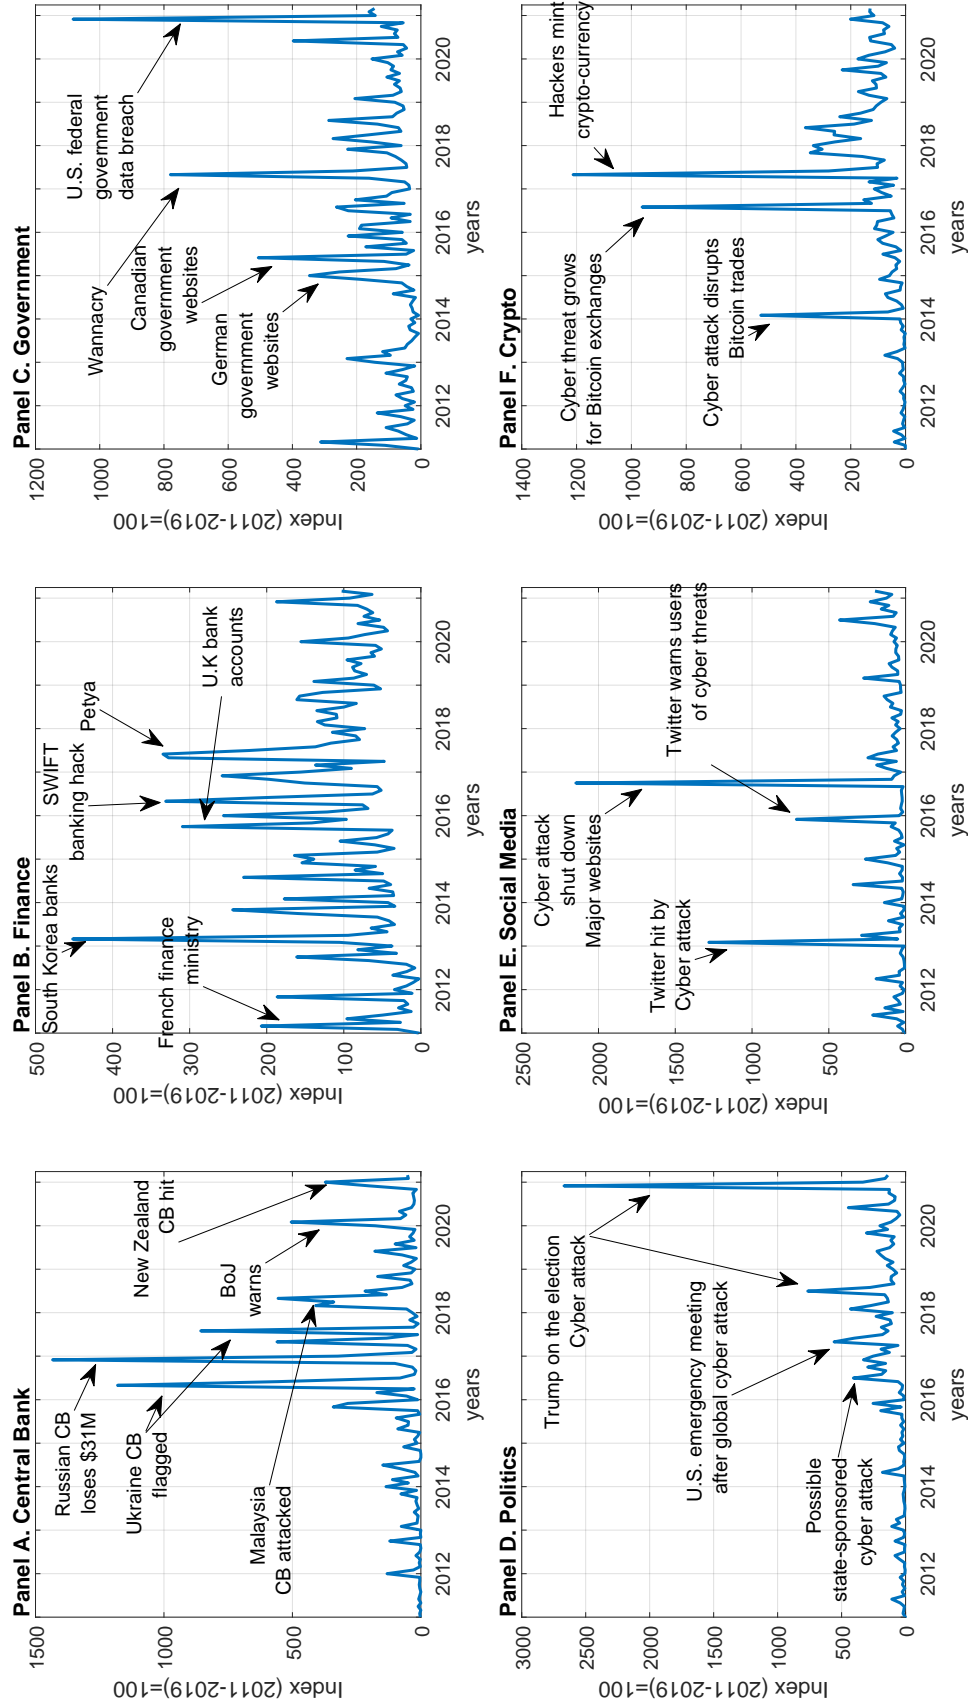 Panel A. Central Bank
1500
1000
500
0
Index (2011-2019)=100
2012
2014
2016
2018
2020
years
Russian CB
loses $31M
Ukraine CB
flagged
Malaysia
CB attacked
BoJ
warns
New Zealand
CB hit
Panel B. Finance
500
400
300
200
100
0
Index (2011-2019)=100
2012
2014
2016
2018
2020
years
South Korea banks
French finance
ministry
SWIFT
banking hack
Petya
U.K bank
accounts
Panel C. Government
1200
1000
800
600
400
200
0
Index (2011-2019)=100
2012
2014
2016
2018
2020
years
Wannacry
Canadian
government
websites
German
government
websites
U.S. federal
government
data breach
Panel D. Politics
3000
2500
2000
1500
1000
500
0
Index (2011-2019)=100
2012
2014
2016
2018
2020
years
Trump on the election
Cyber attack
U.S. emergency meeting
after global cyber attack
Possible
state-sponsored
cyber attack
Panel E. Social Media
2500
2000
1500
1000
500
0
Index (2011-2019)=100
2012
2014
2016
2018
2020
years
Cyber attack
shut down
Major websites
Twitter hit by
Cyber attack
Twitter warns users
of cyber threats
Panel F. Crypto
1400
1200
1000
800
600
400
200
0
Index (2011-2019)=100
2012
2014
2016
2018
2020
years
Hackers mint
crypto-currency
Cyber threat grows
for Bitcoin exchanges
Cyber attack disrupts
Bitcoin trades